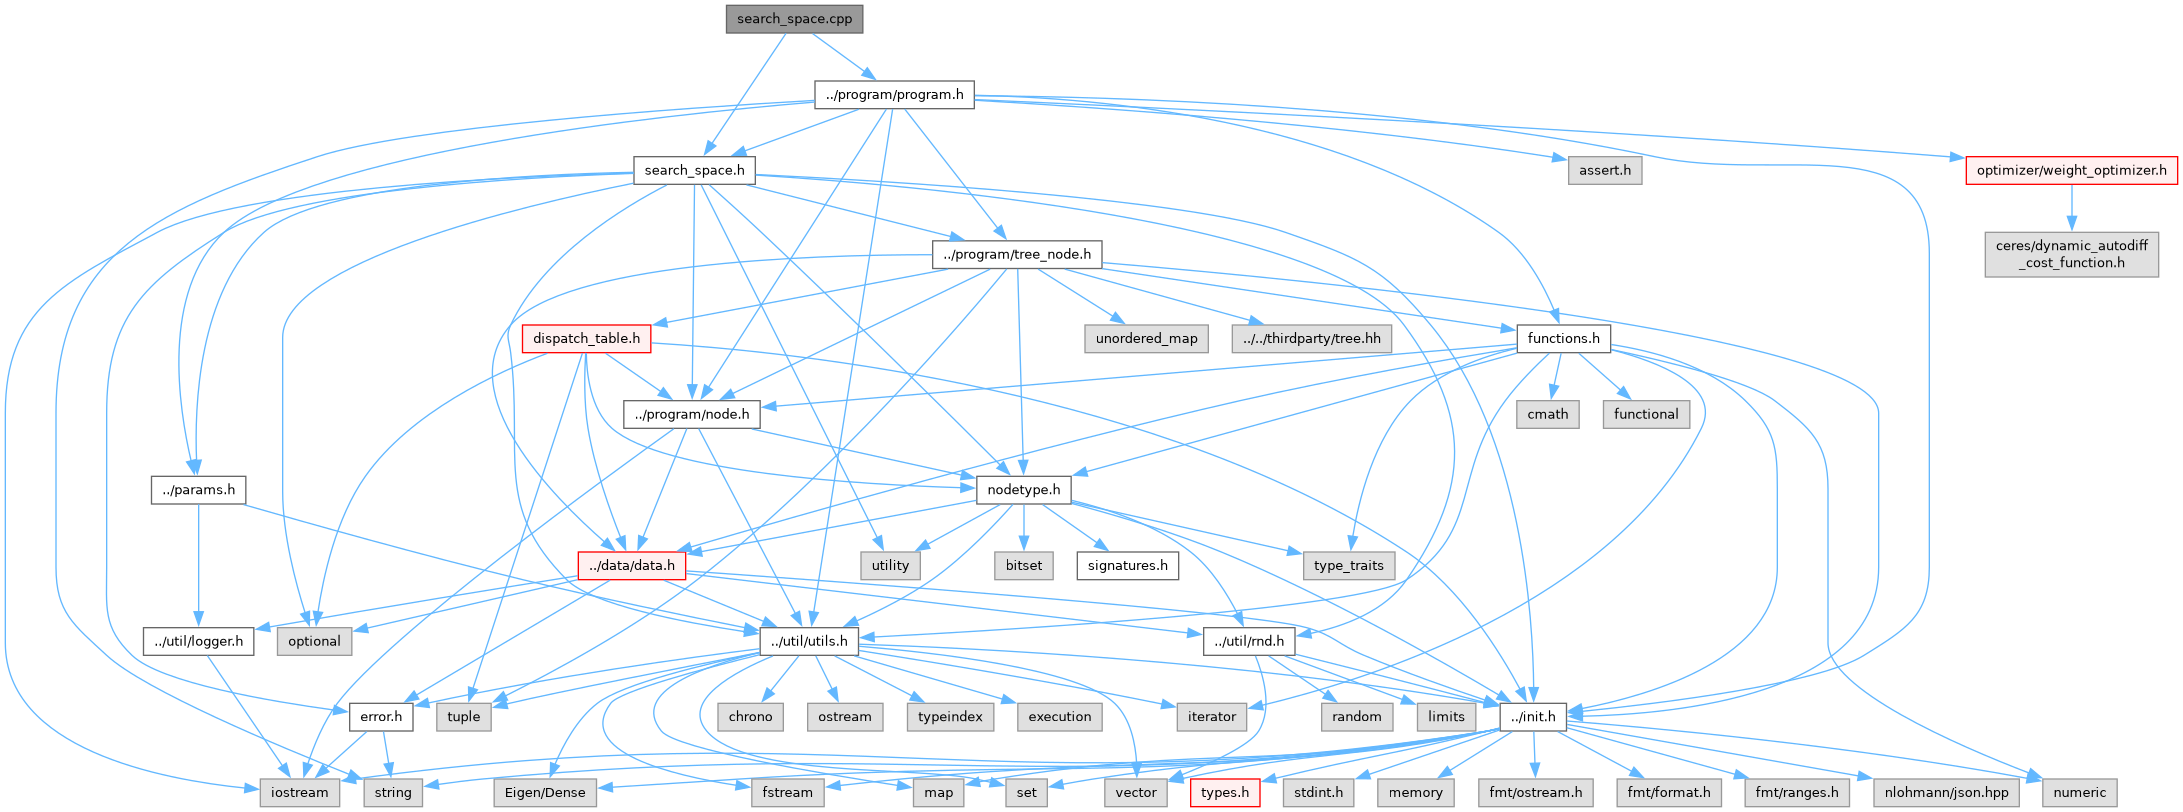 search_space.cpp
../program/program.h
search_space.h
assert.h
optimizer/weight_optimizer.h
../program/tree_node.h
ceres/dynamic_autodiff
_cost_function.h
dispatch_table.h
unordered_map
../../thirdparty/tree.hh
functions.h
../program/node.h
cmath
functional
../params.h
nodetype.h
../data/data.h
utility
bitset
signatures.h
type_traits
../util/logger.h
optional
../util/utils.h
../util/rnd.h
error.h
tuple
chrono
ostream
typeindex
execution
iterator
random
limits
../init.h
iostream
string
Eigen/Dense
fstream
map
set
vector
types.h
stdint.h
memory
fmt/ostream.h
fmt/format.h
fmt/ranges.h
nlohmann/json.hpp
numeric